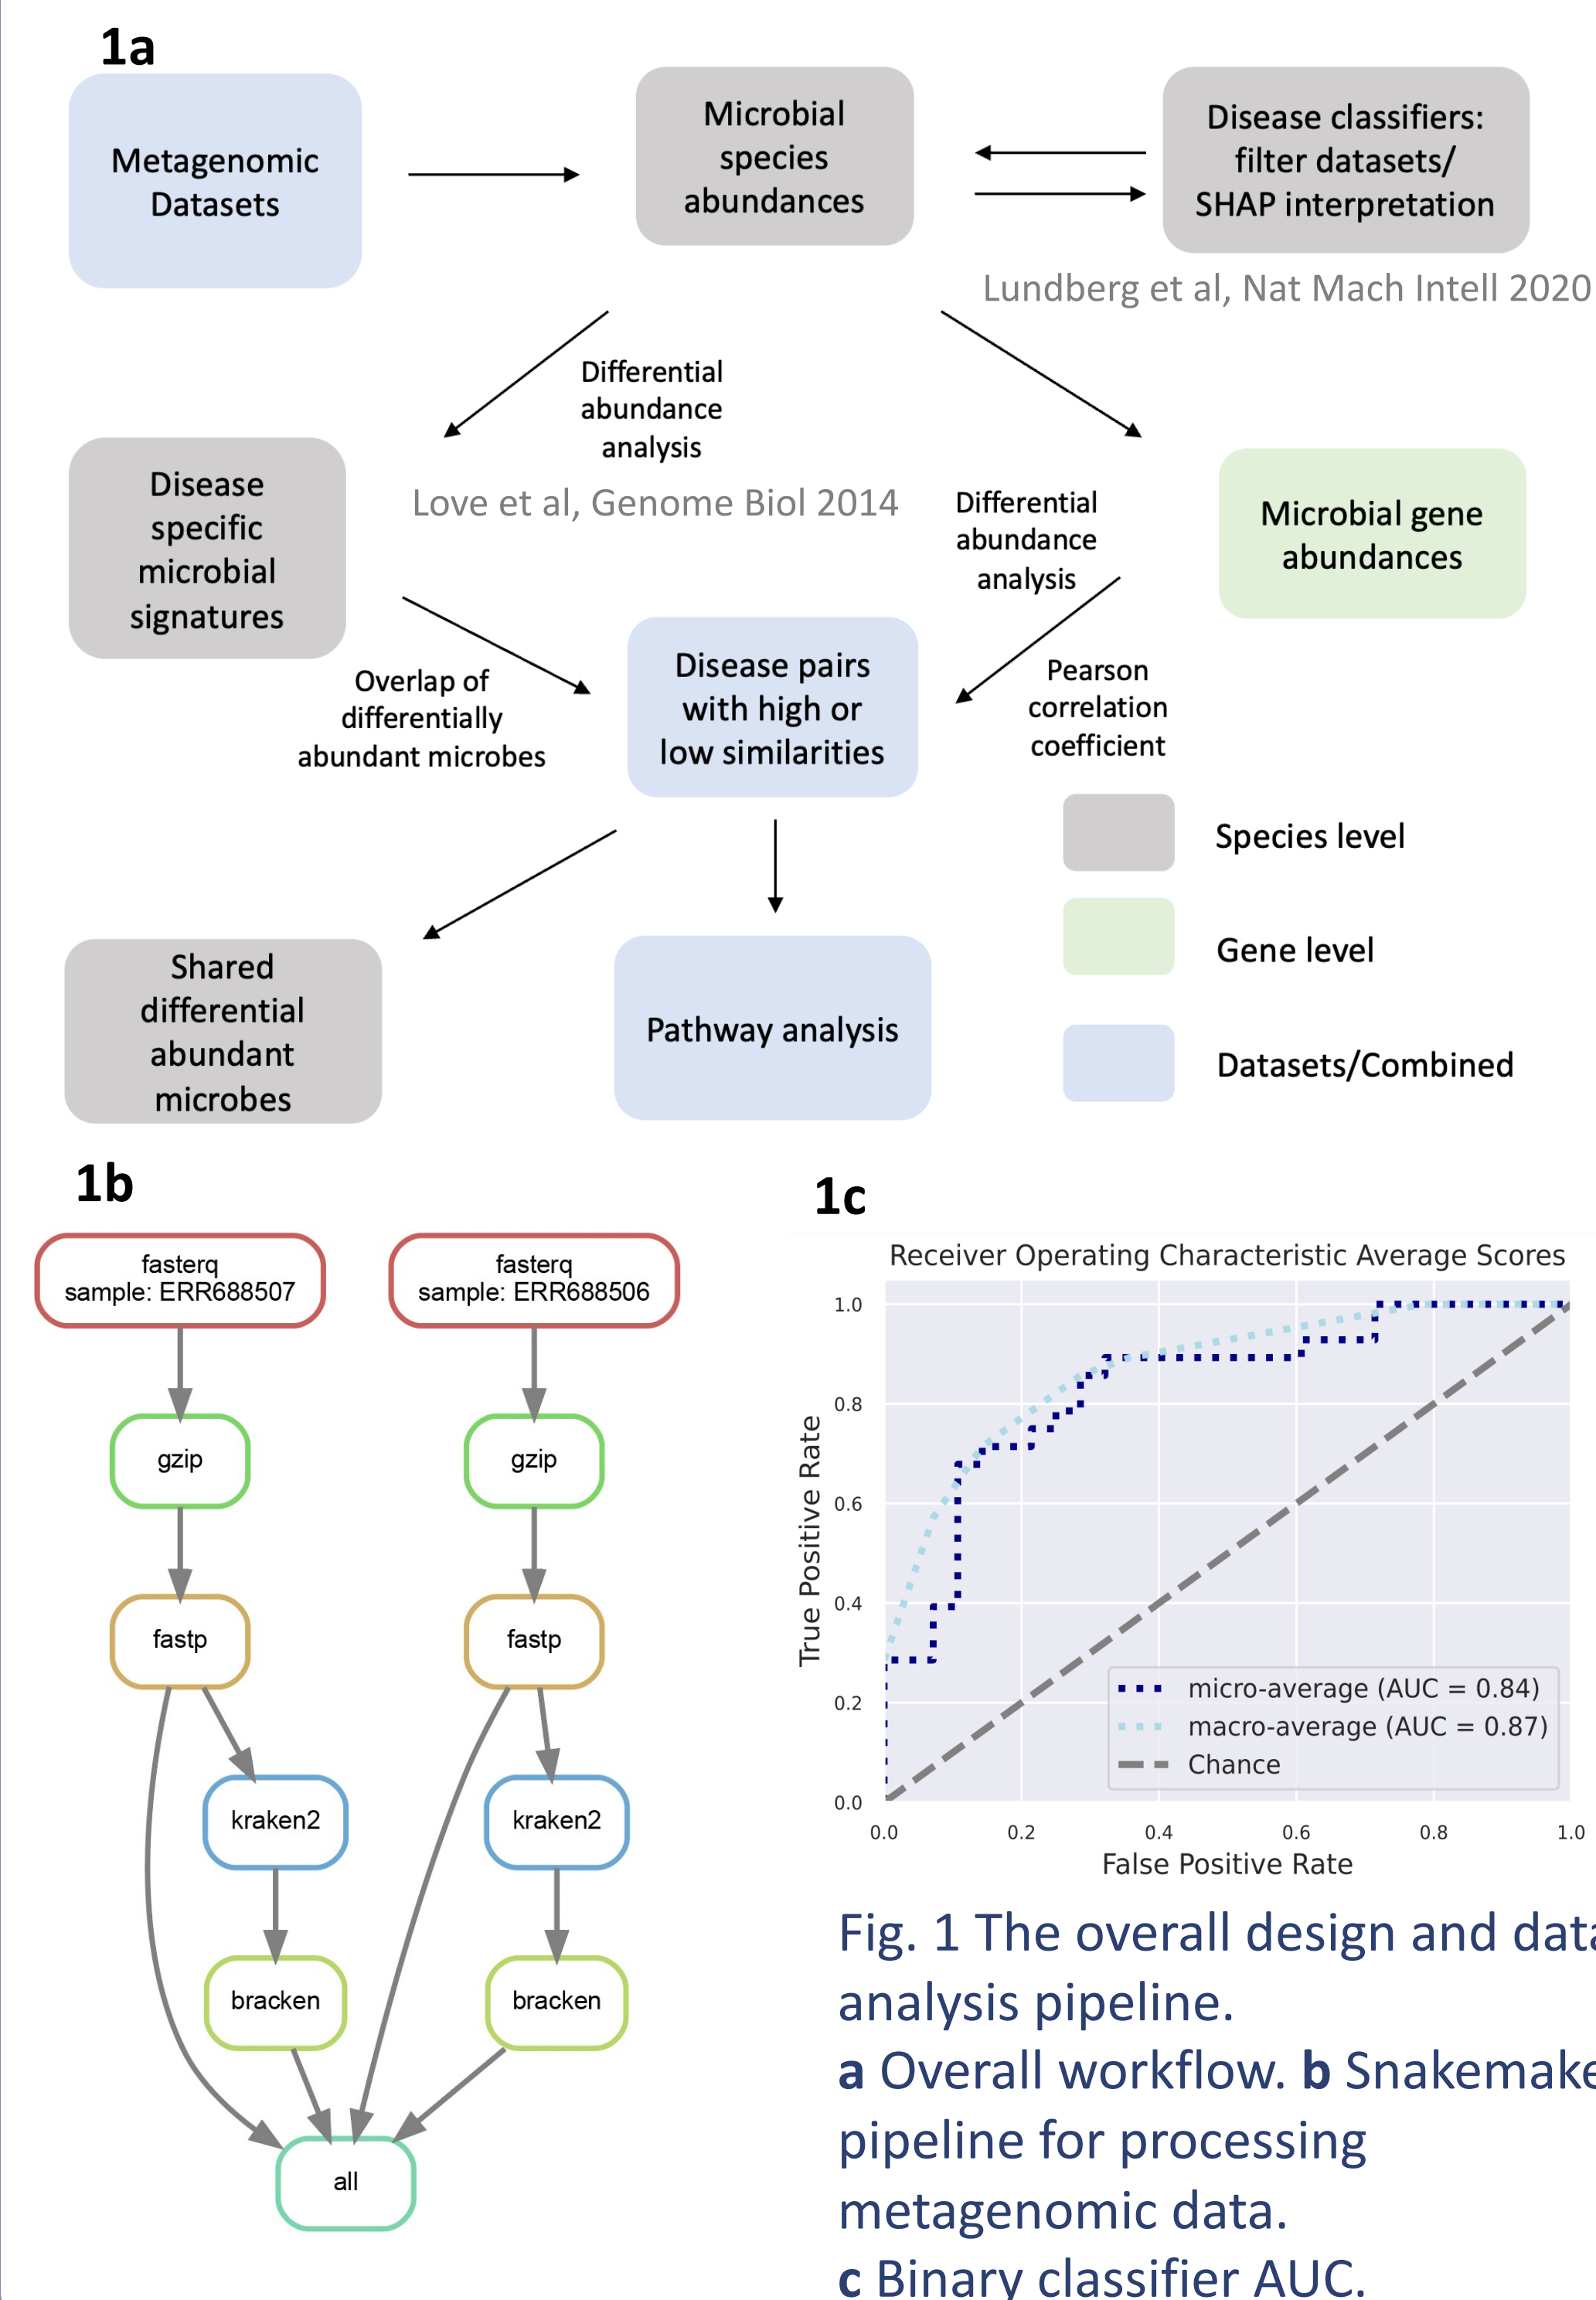 1a
Metagenomic
Datasets
Microbial
species
abundances
Disease classifiers:
filter datasets/
SHAP interpretation
Lundberg et al, Nat Mach Intell 2020
Differential
abundance
analysis
Love et al, Genome Biol 2014
Disease
specific
microbial
signatures
Differential
abundance
analysis
Microbial gene
abundances
Overlap of
differentially
abundant microbes
Disease pairs
with high or
low similarities
Pearson
correlation
coefficient
Species level
Gene level
Datasets/Combined
Shared
differential
abundant
microbes
Pathway analysis
1b
fasterq
sample: ERR688507
fasterq
sample: ERR688506
gzip
gzip
fastp
fastp
kraken2
kraken2
bracken
bracken
all
1c
Receiver Operating Characteristic Average Scores
True Positive Rate
1.0
0.8
0.6
0.4
0.2
0.0
micro-average (AUC = 0.84)
macro-average (AUC = 0.87)
Chance
0.0 0.2 0.4 0.6 0.8 1.0
False Positive Rate
Fig. 1 The overall design and data
analysis pipeline.
a Overall workflow. b Snakemake
pipeline for processing
metagenomic data.
c Binary classifier AUC.